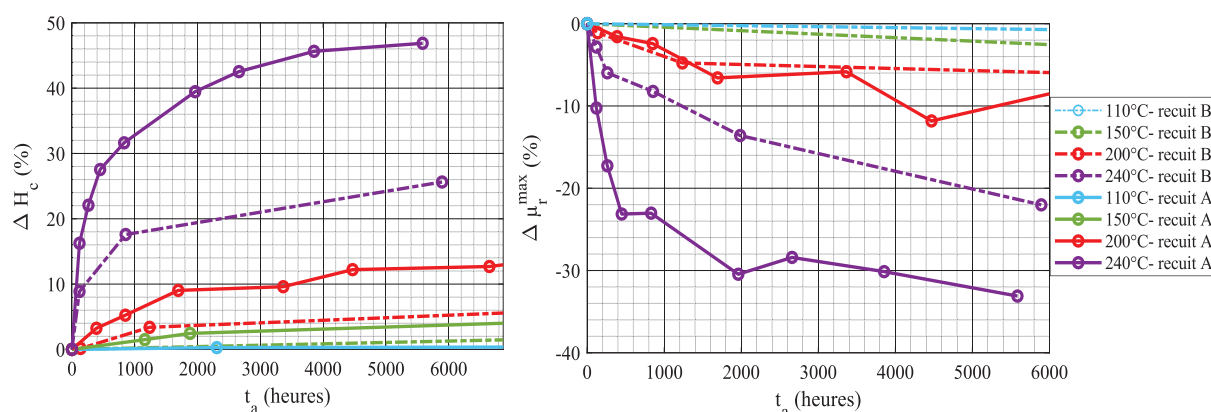 50
40
30
20
10
0
Δ H_c (%)
0 1000 2000 3000 4000 5000 6000
t_a (heures)
0
-10
-20
-30
-40
Δ μ_r^max (%)
0 1000 2000 3000 4000 5000 6000
t_a (heures)
110°C- recuit B
150°C- recuit B
200°C- recuit B
240°C- recuit B
110°C- recuit A
150°C- recuit A
200°C- recuit A
240°C- recuit A